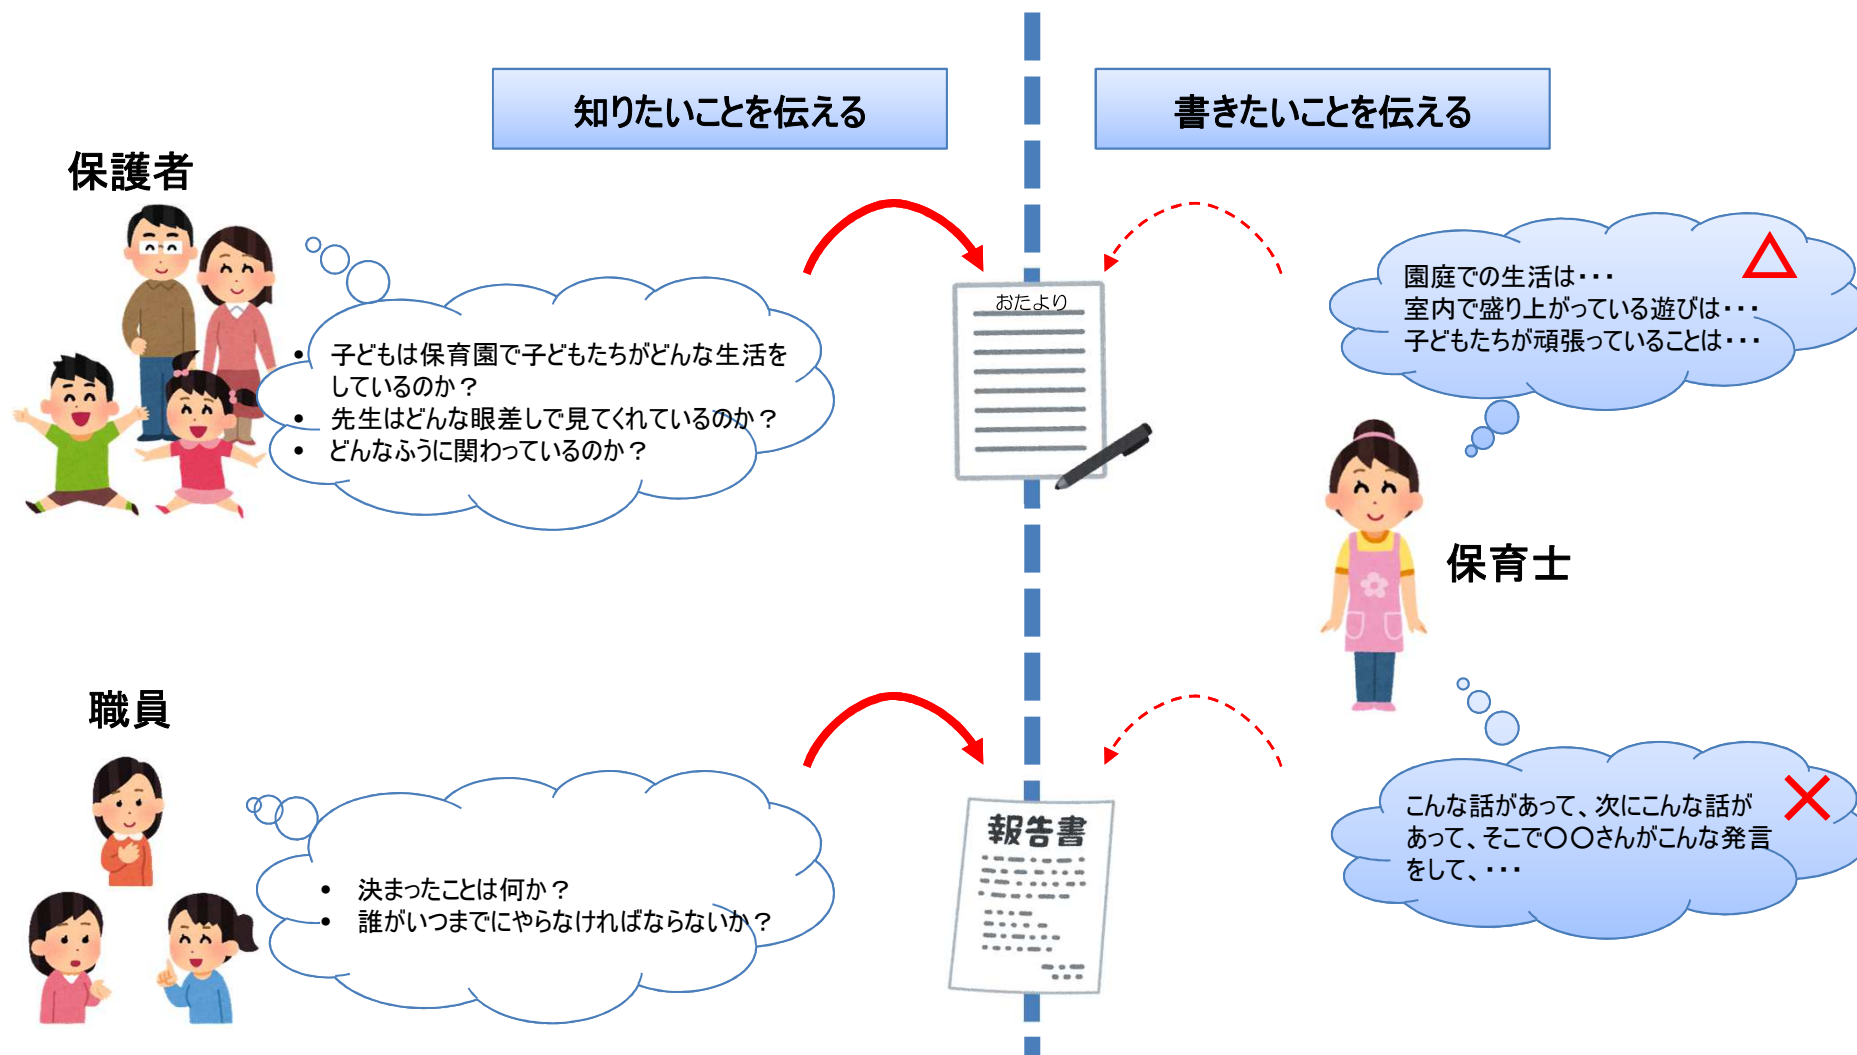 知りたいことを伝える
書きたいことを伝える
保護者
• 子どもは保育園で子どもたちがどんな生活を
しているのか？
• 先生はどんな眼差しで見てくれているのか？
• どんなふうに関わっているのか？
おたより
園庭での生活は・・・
室内で盛り上がっている遊びは・・・
子どもたちが頑張っていることは・・・
保育士
職員
• 決まったことは何か？
• 誰がいつまでにやらなければならないか？
報告書
こんな話があって、次にこんな話が
あって、そこで〇〇さんがこんな発言
をして、・・・